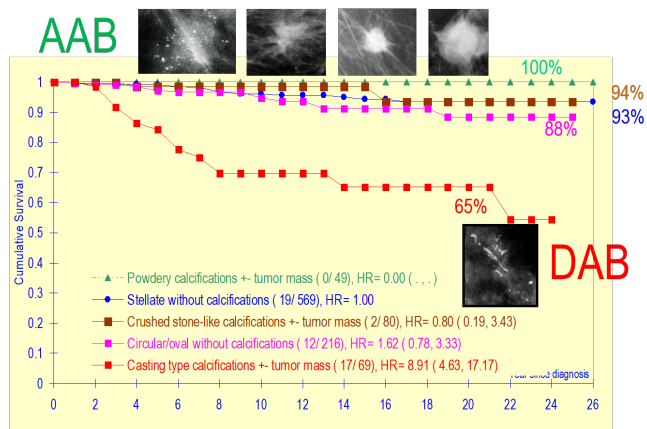 AAB
100%
94%
93%
88%
65%
DAB
Cumulative Survival
1
0.9
0.8
0.7
0.6
0.5
0.4
0.3
0.2
0.1
0
Powdery calcifications +- tumor mass ( 0/ 49), HR= 0.00 ( . , . )
Stellate without calcifications ( 19/ 569), HR= 1.00
Crushed stone-like calcifications +- tumor mass ( 2/ 80), HR= 0.80 ( 0.19, 3.43)
Circular/oval without calcifications ( 12/ 216), HR= 1.62 ( 0.78, 3.33)
Casting type calcifications +- tumor mass ( 17/ 69), HR= 8.91 ( 4.63, 17.17)
since diagnosis
0 2 4 6 8 10 12 14 16 18 20 22 24 26